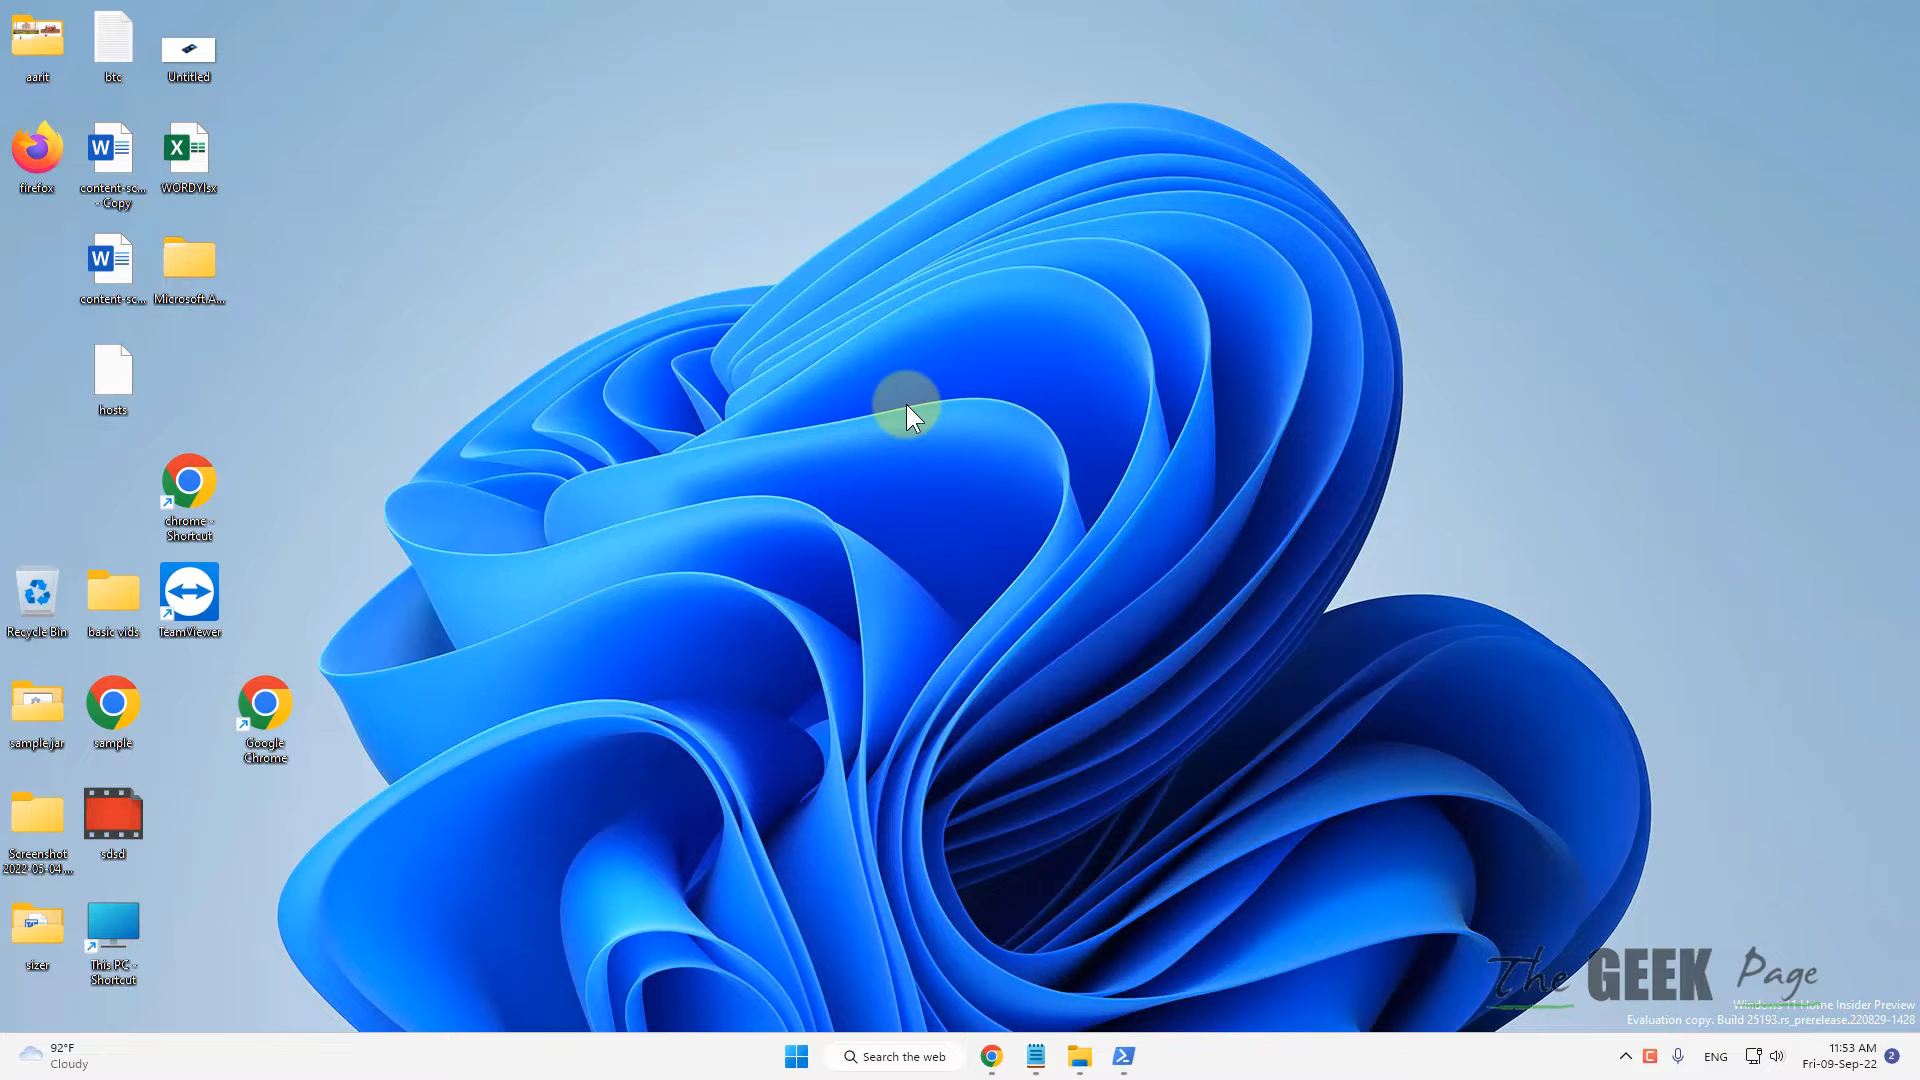 aarit
btc
Untitled
firefox
content-sc...
- Copy
WORDYlsx
content-sc...
Microsoft.A...
hosts
chrome -
Shortcut
Recycle Bin
basic vids
TeamViewer
sample.jar
sample
Google
Chrome
Screenshot
2022-05-04...
sdsd
sizer
This PC -
Shortcut
The GEEK Page
Windows 11 Home Insider Preview
Evaluation copy. Build 25193.rs_prerelease.220829-1428
92°F
Cloudy
Search the web
ENG
11:53 AM
Fri-09-Sep-22
2